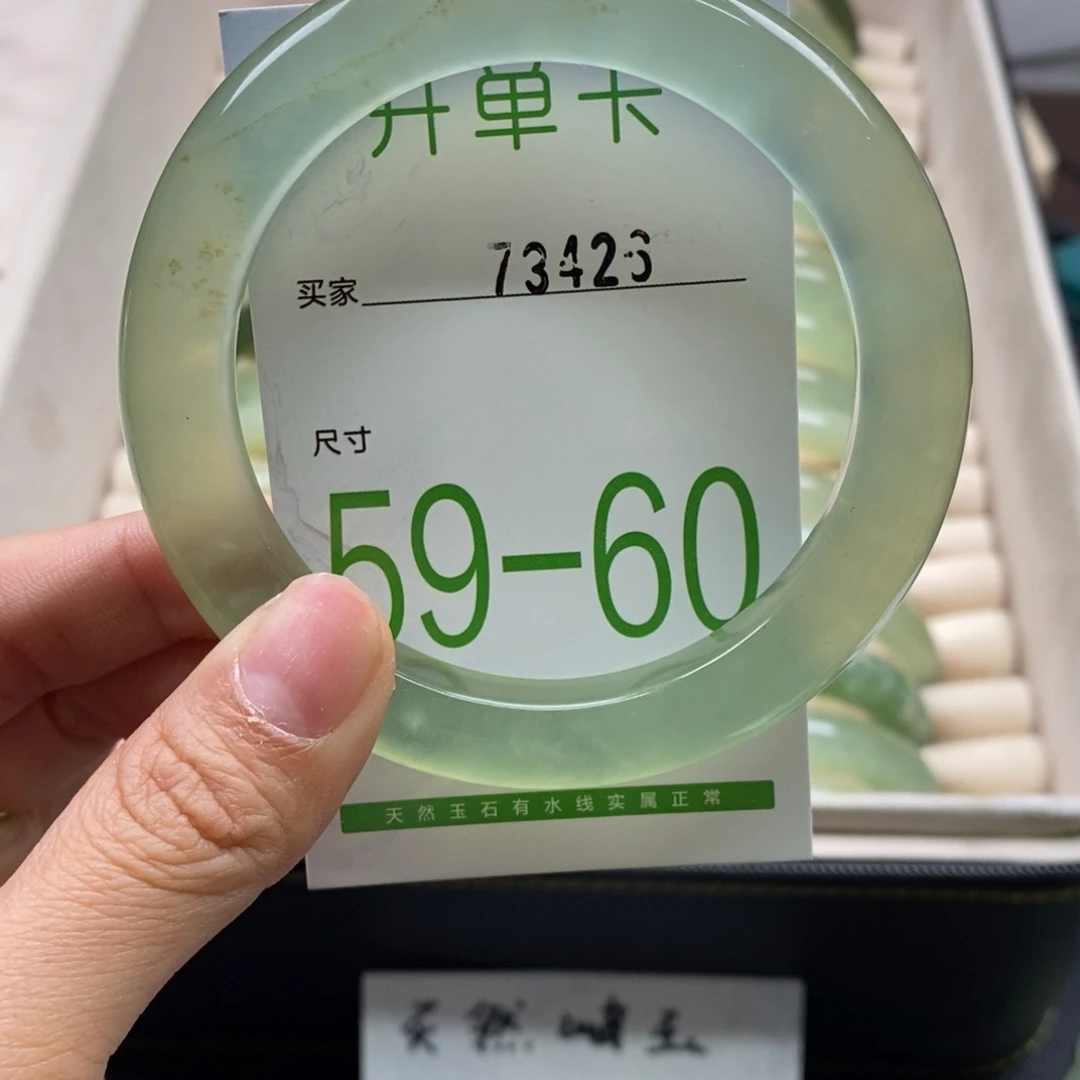 开单卡
买家 73426
尺寸
59-60
天然玉石有水线实属正常
天然岫玉